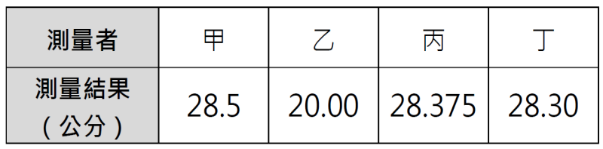 測量者 甲 乙 丙 丁
測量結果
(公分) 28.5 20.00 28.375 28.30